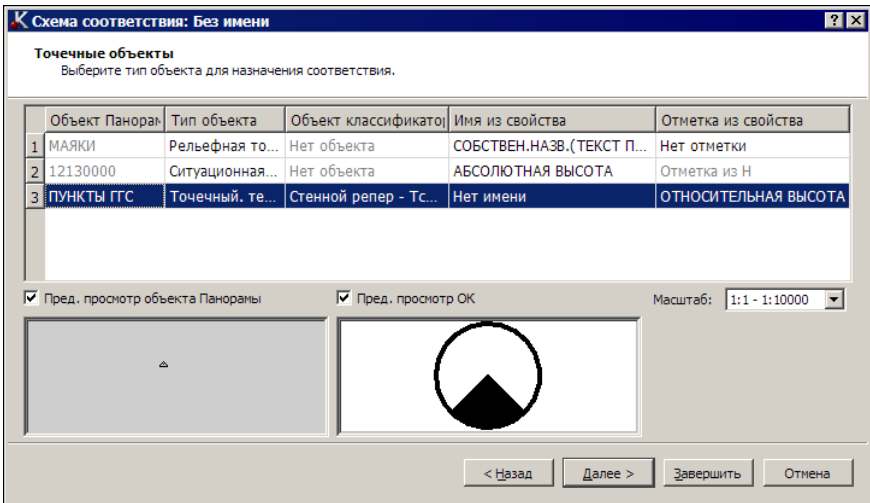 Схема соответствия: Без имени
Точечные объекты
Выберите тип объекта для назначения соответствия.
Объект Панорам Тип объекта Объект классификатор Имя из свойства Отметка из свойства
1 МАЯКИ Рельефная то... Нет объекта СОБСТВЕН.НАЗВ.(ТЕКСТ П... Нет отметки
2 12130000 Ситуационная... Нет объекта АБСОЛЮТНАЯ ВЫСОТА Отметка из H
3 ПУНКТЫ ГГС Точечный. те... Стенной репер - Тс... Нет имени ОТНОСИТЕЛЬНАЯ ВЫСОТА
Пред. просмотр объекта Панорамы Пред. просмотр ОК Масштаб: 1:1 - 1:10000
< Назад Далее > Завершить Отмена